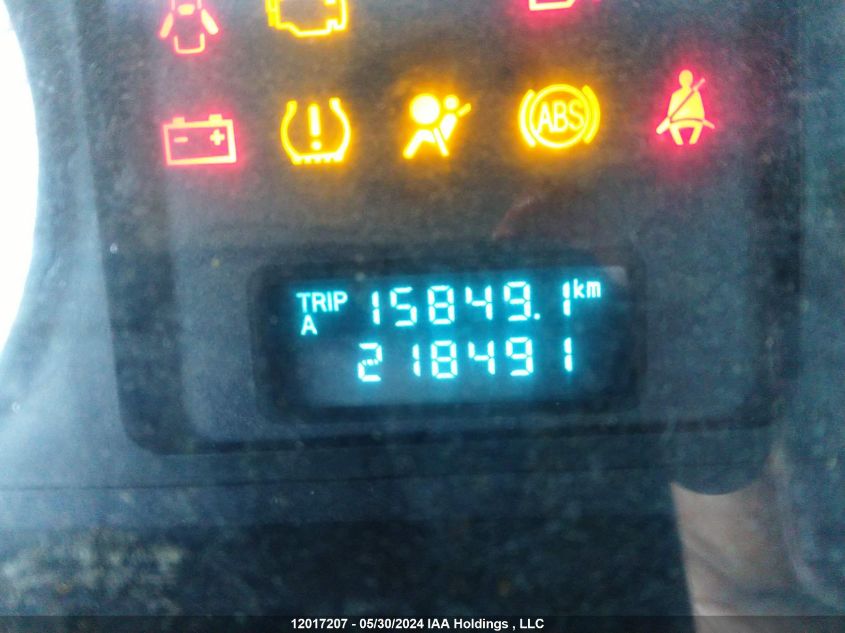 ABS
TRIP A 15849.1 km
218491
12017207 - 05/30/2024 IAA Holdings , LLC